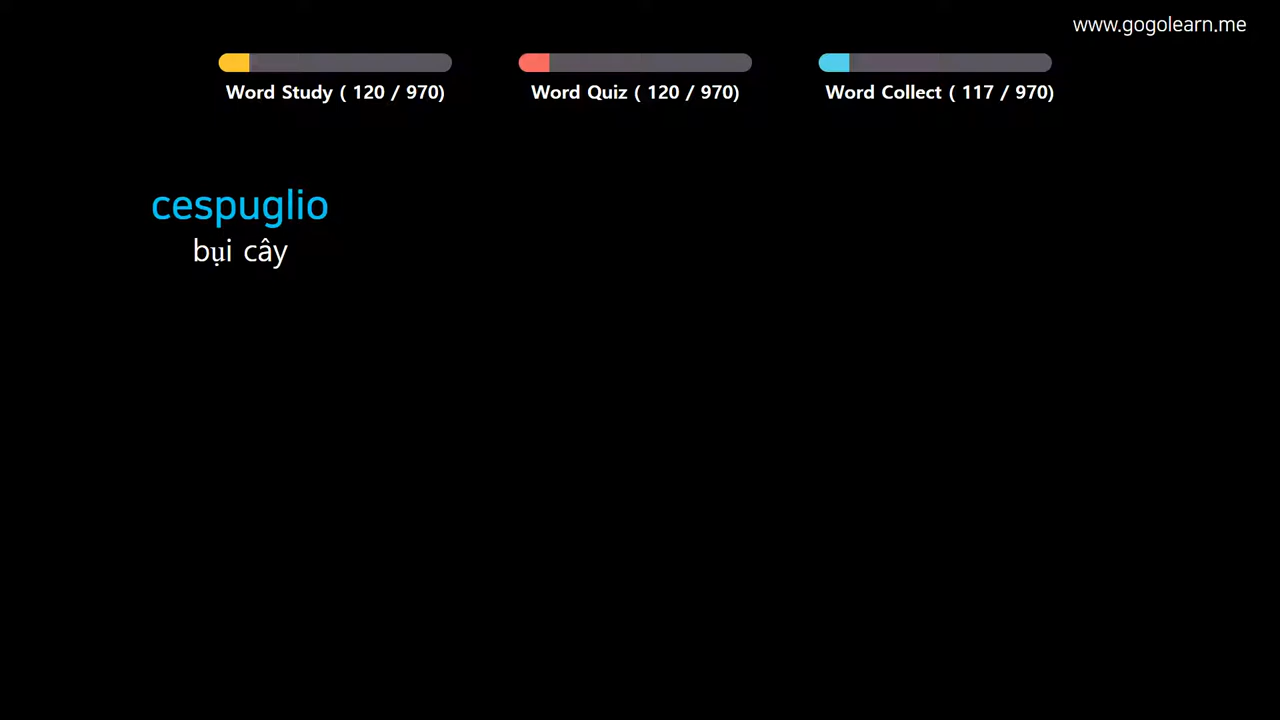 www.gogolearn.me
Word Study ( 120 / 970)
Word Quiz ( 120 / 970)
Word Collect ( 117 / 970)
cespuglio
bụi cây